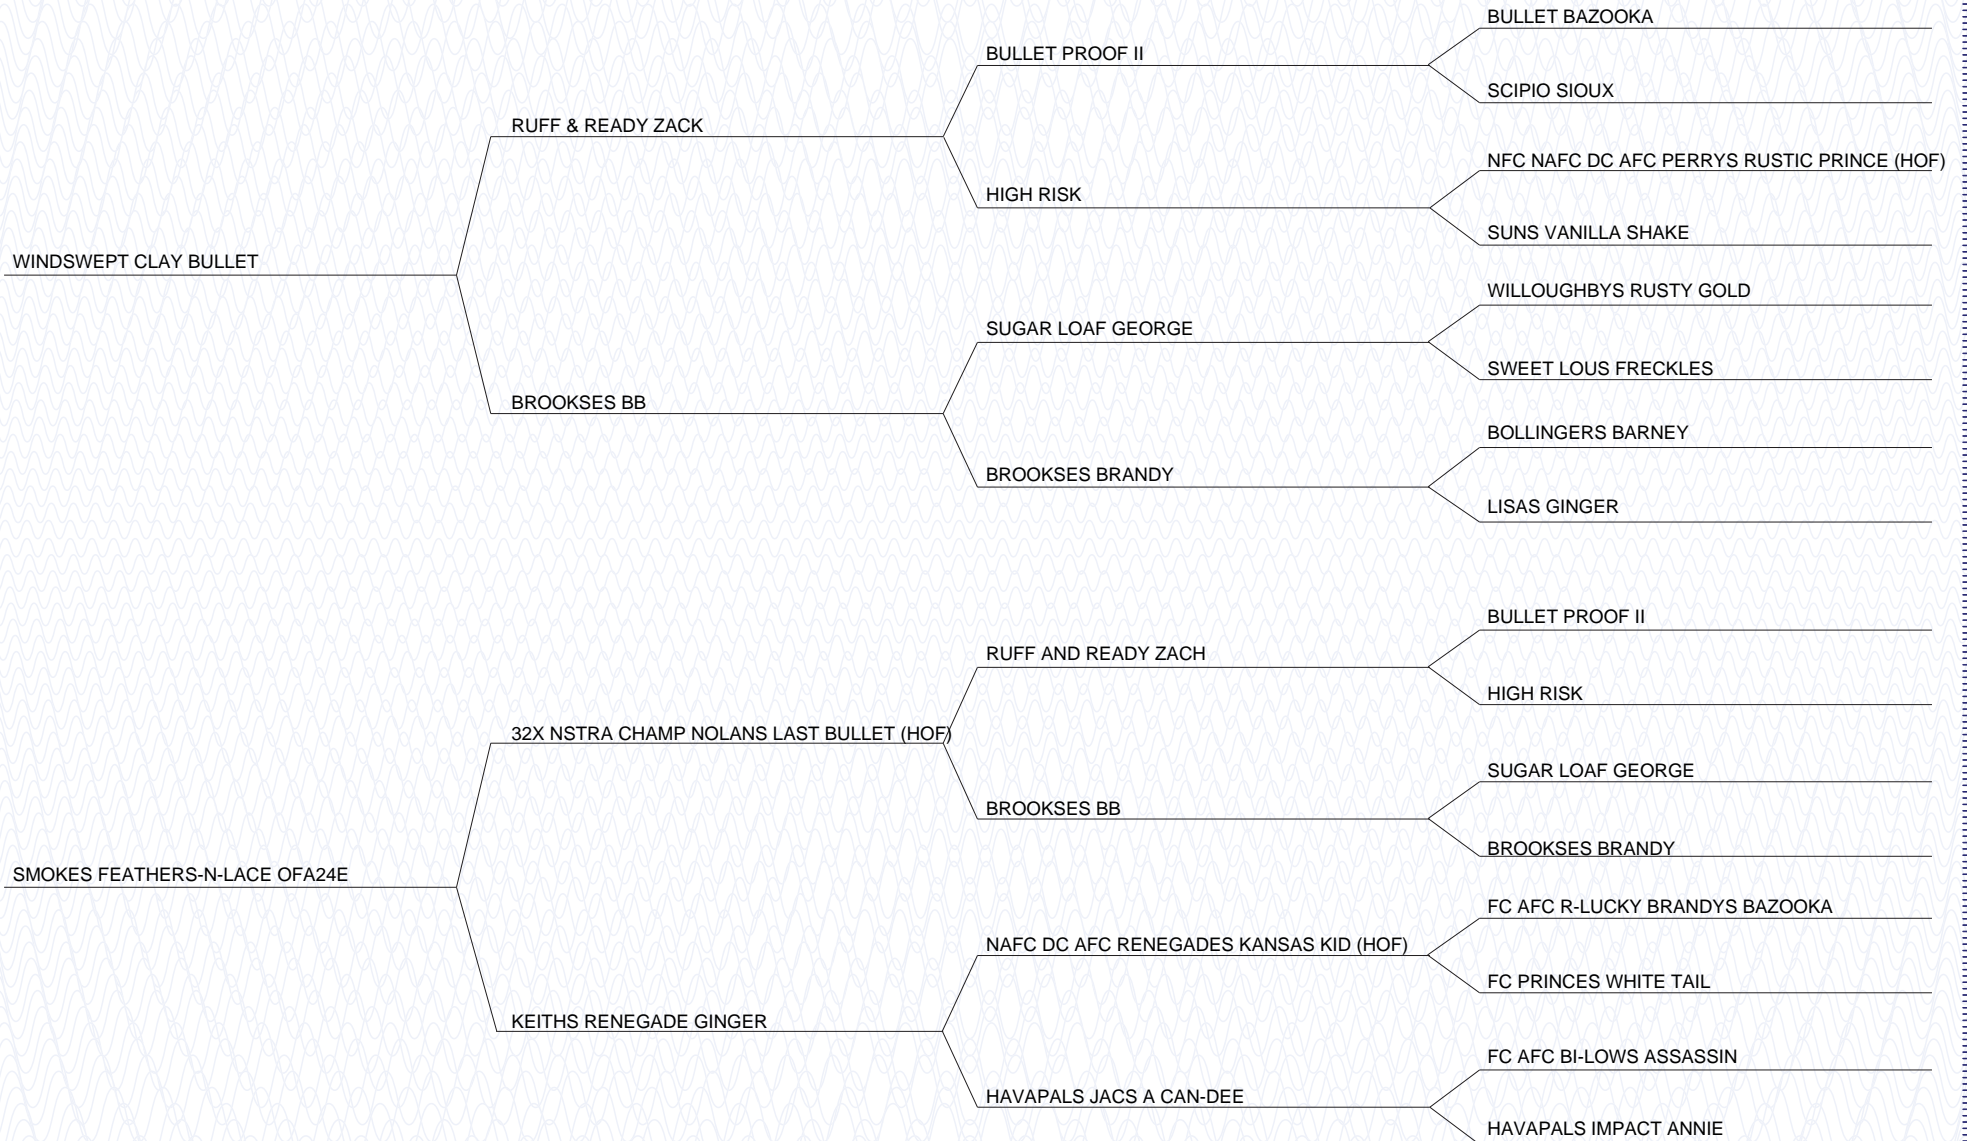 BULLET BAZOOKA
BULLET PROOF II
SCIPIO SIOUX
RUFF & READY ZACK
NFC NAFC DC AFC PERRYS RUSTIC PRINCE (HOF)
HIGH RISK
SUNS VANILLA SHAKE
WINDSWEPT CLAY BULLET
WILLOUGHBYS RUSTY GOLD
SUGAR LOAF GEORGE
SWEET LOUS FRECKLES
BROOKSES BB
BOLLINGERS BARNEY
BROOKSES BRANDY
LISAS GINGER
BULLET PROOF II
RUFF AND READY ZACH
HIGH RISK
32X NSTRA CHAMP NOLANS LAST BULLET (HOF)
SUGAR LOAF GEORGE
BROOKSES BB
BROOKSES BRANDY
SMOKES FEATHERS-N-LACE OFA24E
FC AFC R-LUCKY BRANDYS BAZOOKA
NAFC DC AFC RENEGADES KANSAS KID (HOF)
FC PRINCES WHITE TAIL
KEITHS RENEGADE GINGER
FC AFC BI-LOWS ASSASSIN
HAVAPALS JACS A CAN-DEE
HAVAPALS IMPACT ANNIE